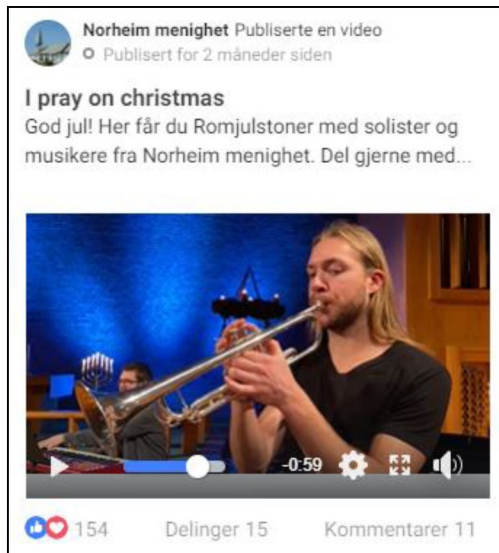 Norheim menighet Publiserte en video
Publisert for 2 måneder siden
I pray on christmas
God jul! Her får du Romjulstoner med solister og
musikere fra Norheim menighet. Del gjerne med...
-0:59
154 Delinger 15 Kommentarer 11